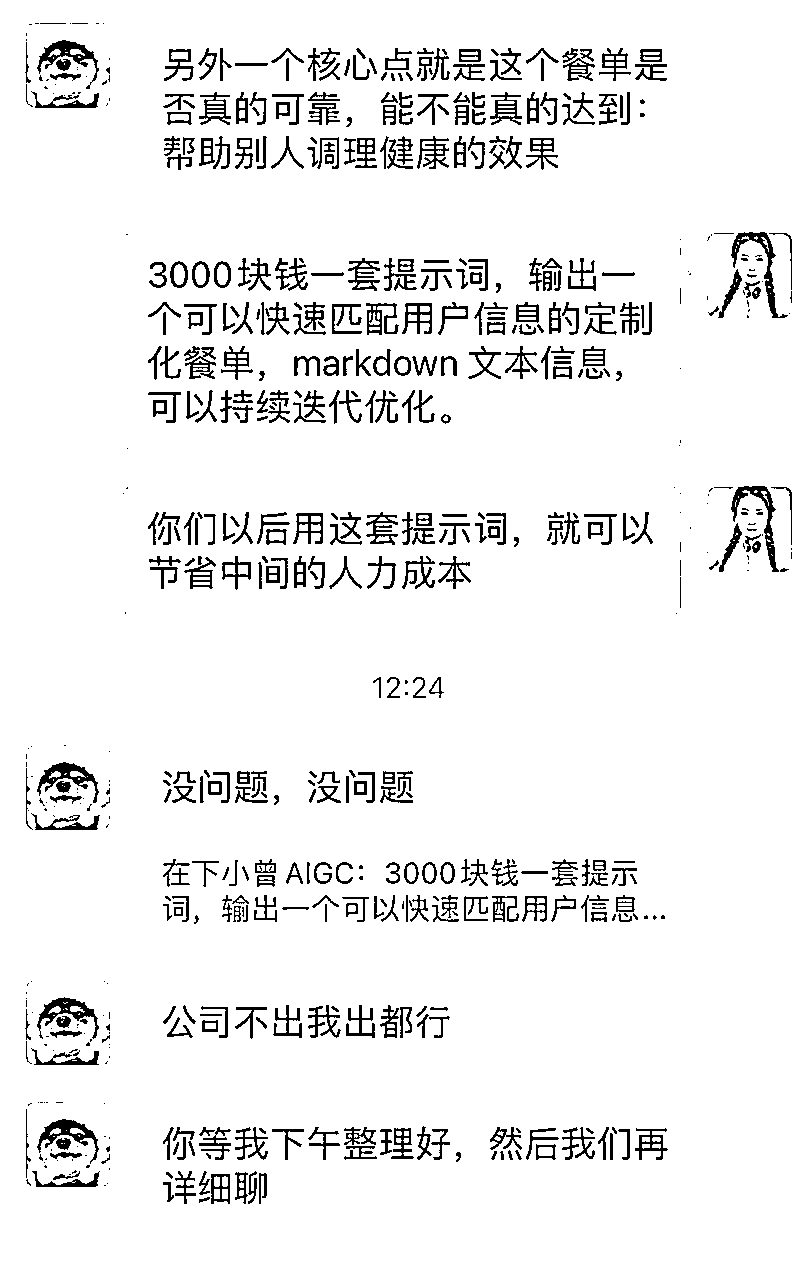 另外一个核心点就是这个餐单是
否真的可靠，能不能真的达到：
帮助别人调理健康的效果
3000块钱一套提示词，输出一
个可以快速匹配用户信息的定制
化餐单，markdown 文本信息，
可以持续迭代优化。
你们以后用这套提示词，就可以
节省中间的人力成本
12:24
没问题，没问题
在下小曾AIGC：3000块钱一套提示
词，输出一个可以快速匹配用户信息...
公司不出我出都行
你等我下午整理好，然后我们再
详细聊